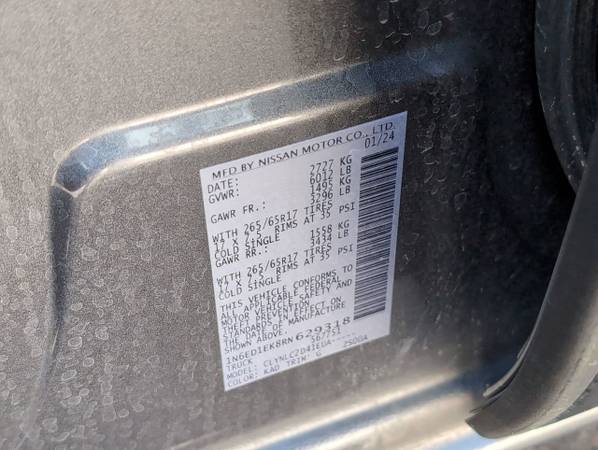 MFD BY NISSAN MOTOR CO., LTD.
DATE: 01/24
GVWR: 2727 KG
6012 LB
GAWR FR.: 1495 KG
3296 LB
WITH 265/65R17 TIRES
17 X 7.5 RIMS AT 35 PSI
COLD SINGLE
GAWR RR.: 1558 KG
3434 LB
WITH 265/65R17 TIRES
17 X 7.5 RIMS AT 35 PSI
COLD SINGLE
THIS VEHICLE CONFORMS TO
ALL APPLICABLE FEDERAL
MOTOR VEHICLE SAFETY AND
THEFT PREVENTION
STANDARDS IN EFFECT ON
THE DATE OF MANUFACTURE
SHOWN ABOVE.
1N6ED1EK8RN629318
TRUCK 567751
MODEL:
COLOR: KAD TRIM: G